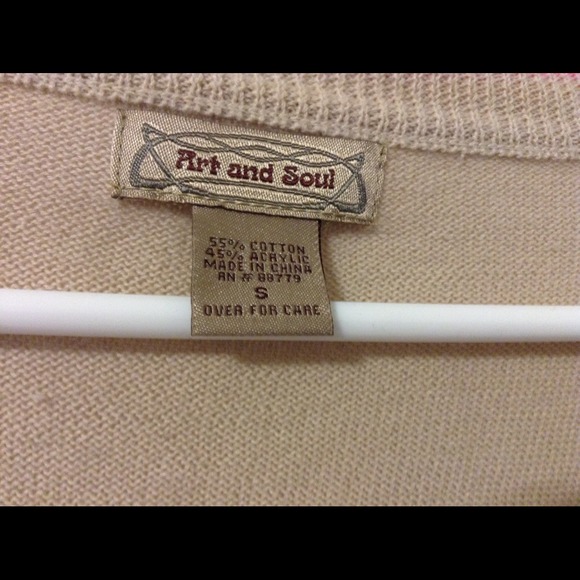 Art and Soul
55% COTTON
45% ACRYLIC
MADE IN CHINA
RN # 88779
S
OVER FOR CARE